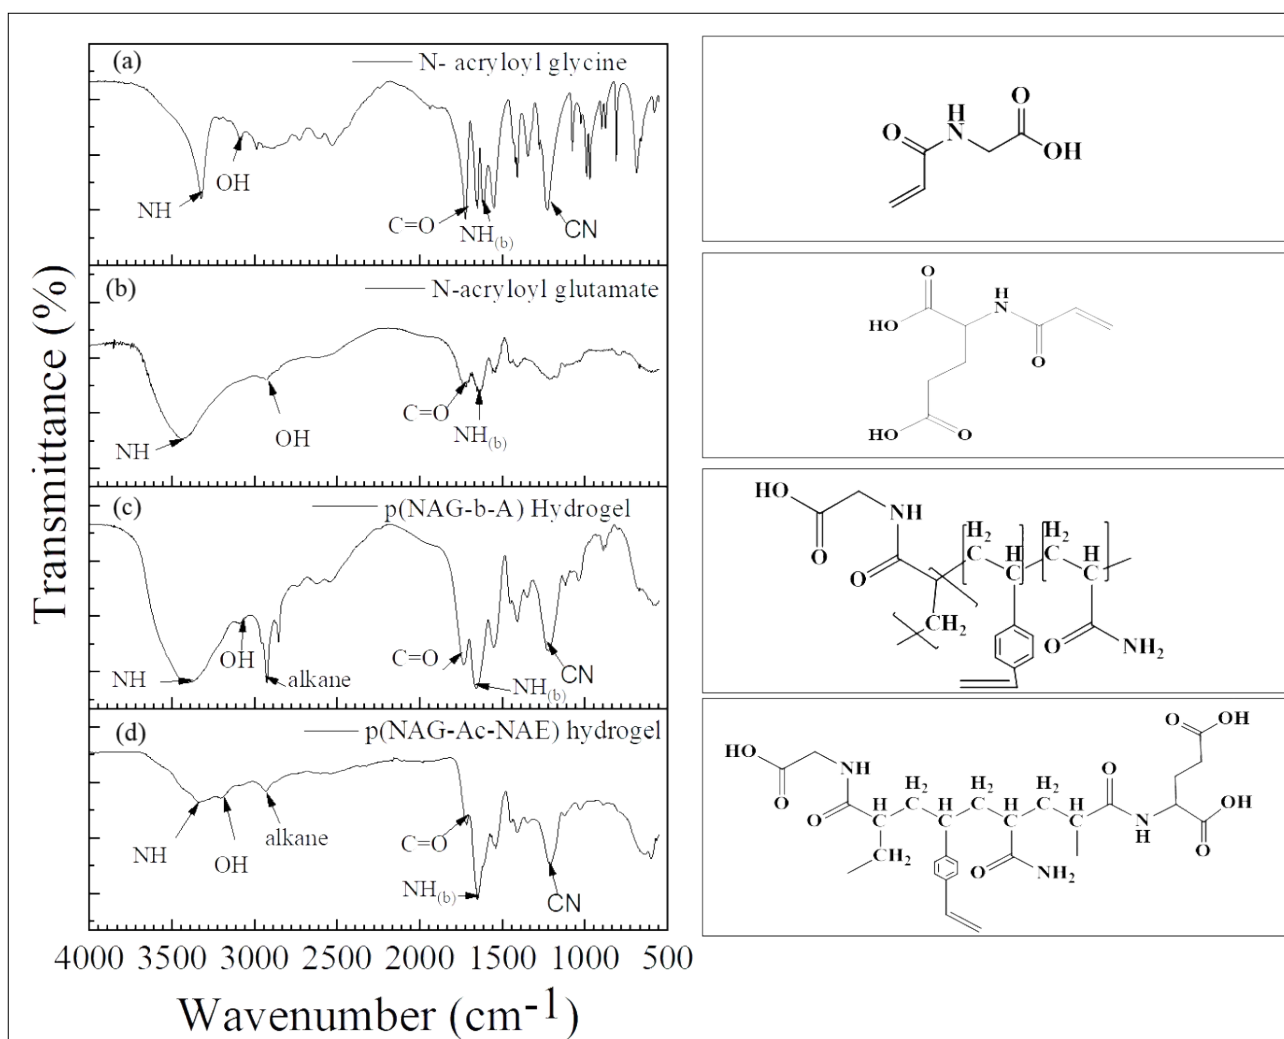 Transmittance (%)
(a)
N- acryloyl glycine
NH
OH
C=O
NH(b)
CN
(b)
N-acryloyl glutamate
NH
OH
C=O
NH(b)
(c)
p(NAG-b-A) Hydrogel
NH
OH
alkane
C=O
NH(b)
CN
(d)
p(NAG-Ac-NAE) hydrogel
NH
OH
alkane
C=O
NH(b)
CN
4000 3500 3000 2500 2000 1500 1000 500
Wavenumber (cm-1)
O
H
N
O
OH
O
H
N
HO
O
HO
O
HO
NH
O
O
H2
C
H
C
H2
C
H
C
CH2
O
NH2
OH
O
HO
NH
O
O
H
C
H2
C
H
C
H2
C
H
C
H2
C
H
C
O
N
H
OH
O
CH2
O
NH2